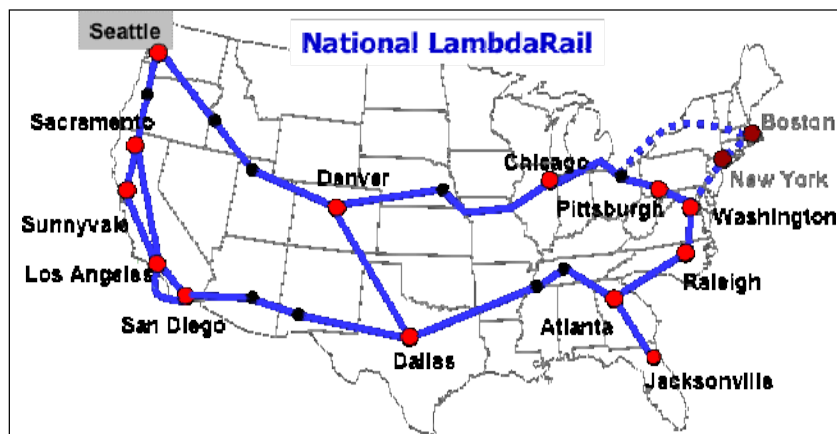 Seattle
National LambdaRail
Boston
Sacramento
Chicago
New York
Denver
Pittsburgh
Washington
Sunnyvale
Los Angeles
Raleigh
San Diego
Atlanta
Dallas
Jacksonville